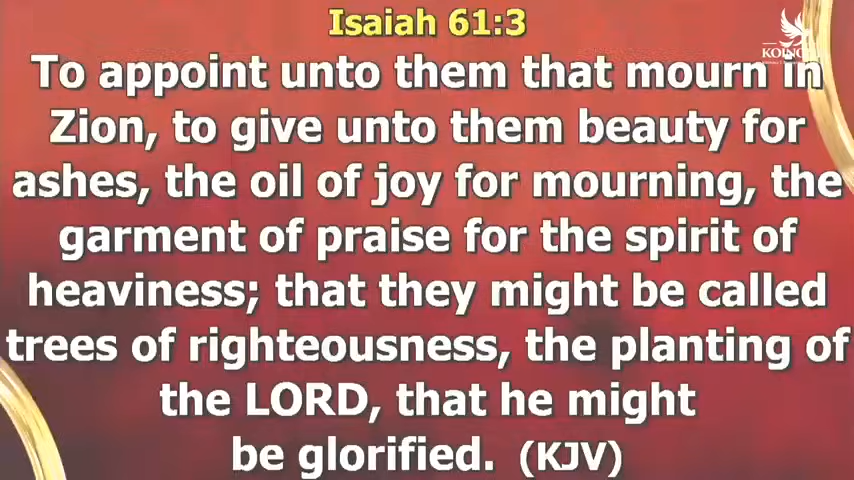 Isaiah 61:3
To appoint unto them that mourn in
Zion, to give unto them beauty for
ashes, the oil of joy for mourning, the
garment of praise for the spirit of
heaviness; that they might be called
trees of righteousness, the planting of
the LORD, that he might
be glorified. (KJV)